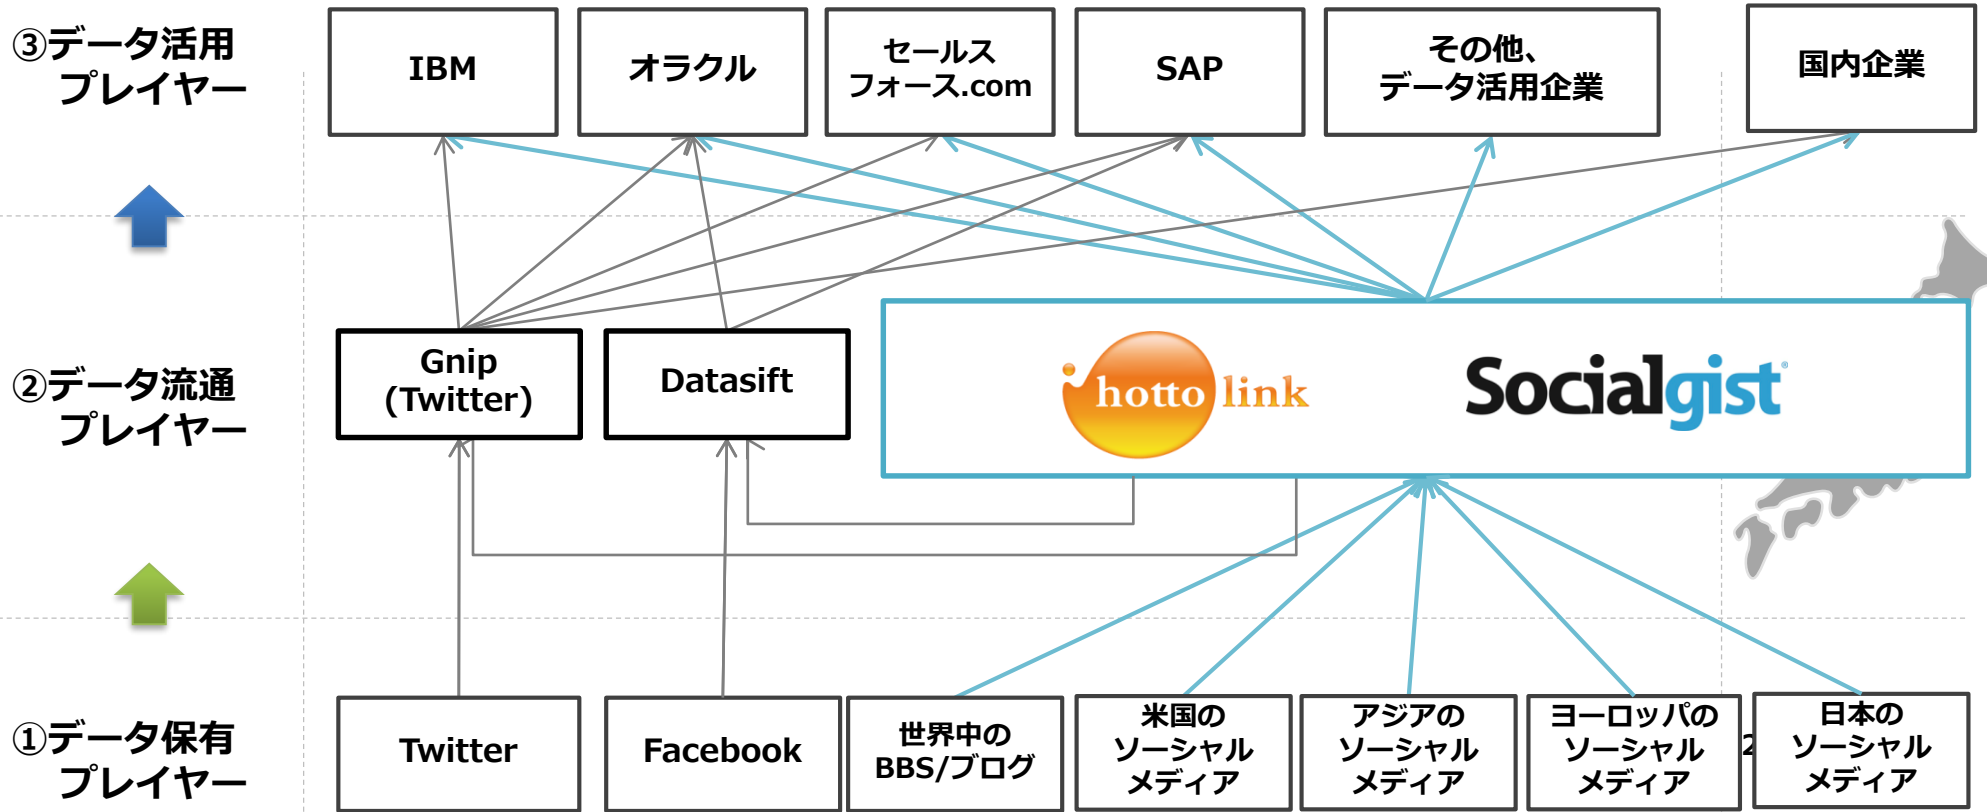 ③データ活用
プレイヤー
IBM
オラクル
セールス
フォース.com
SAP
その他、
データ活用企業
国内企業
②データ流通
プレイヤー
Gnip
(Twitter)
Datasift
hotto link
Socialgist®
①データ保有
プレイヤー
Twitter
Facebook
世界中の
BBS/ブログ
米国の
ソーシャル
メディア
アジアの
ソーシャル
メディア
ヨーロッパの
ソーシャル
メディア
2
日本の
ソーシャル
メディア